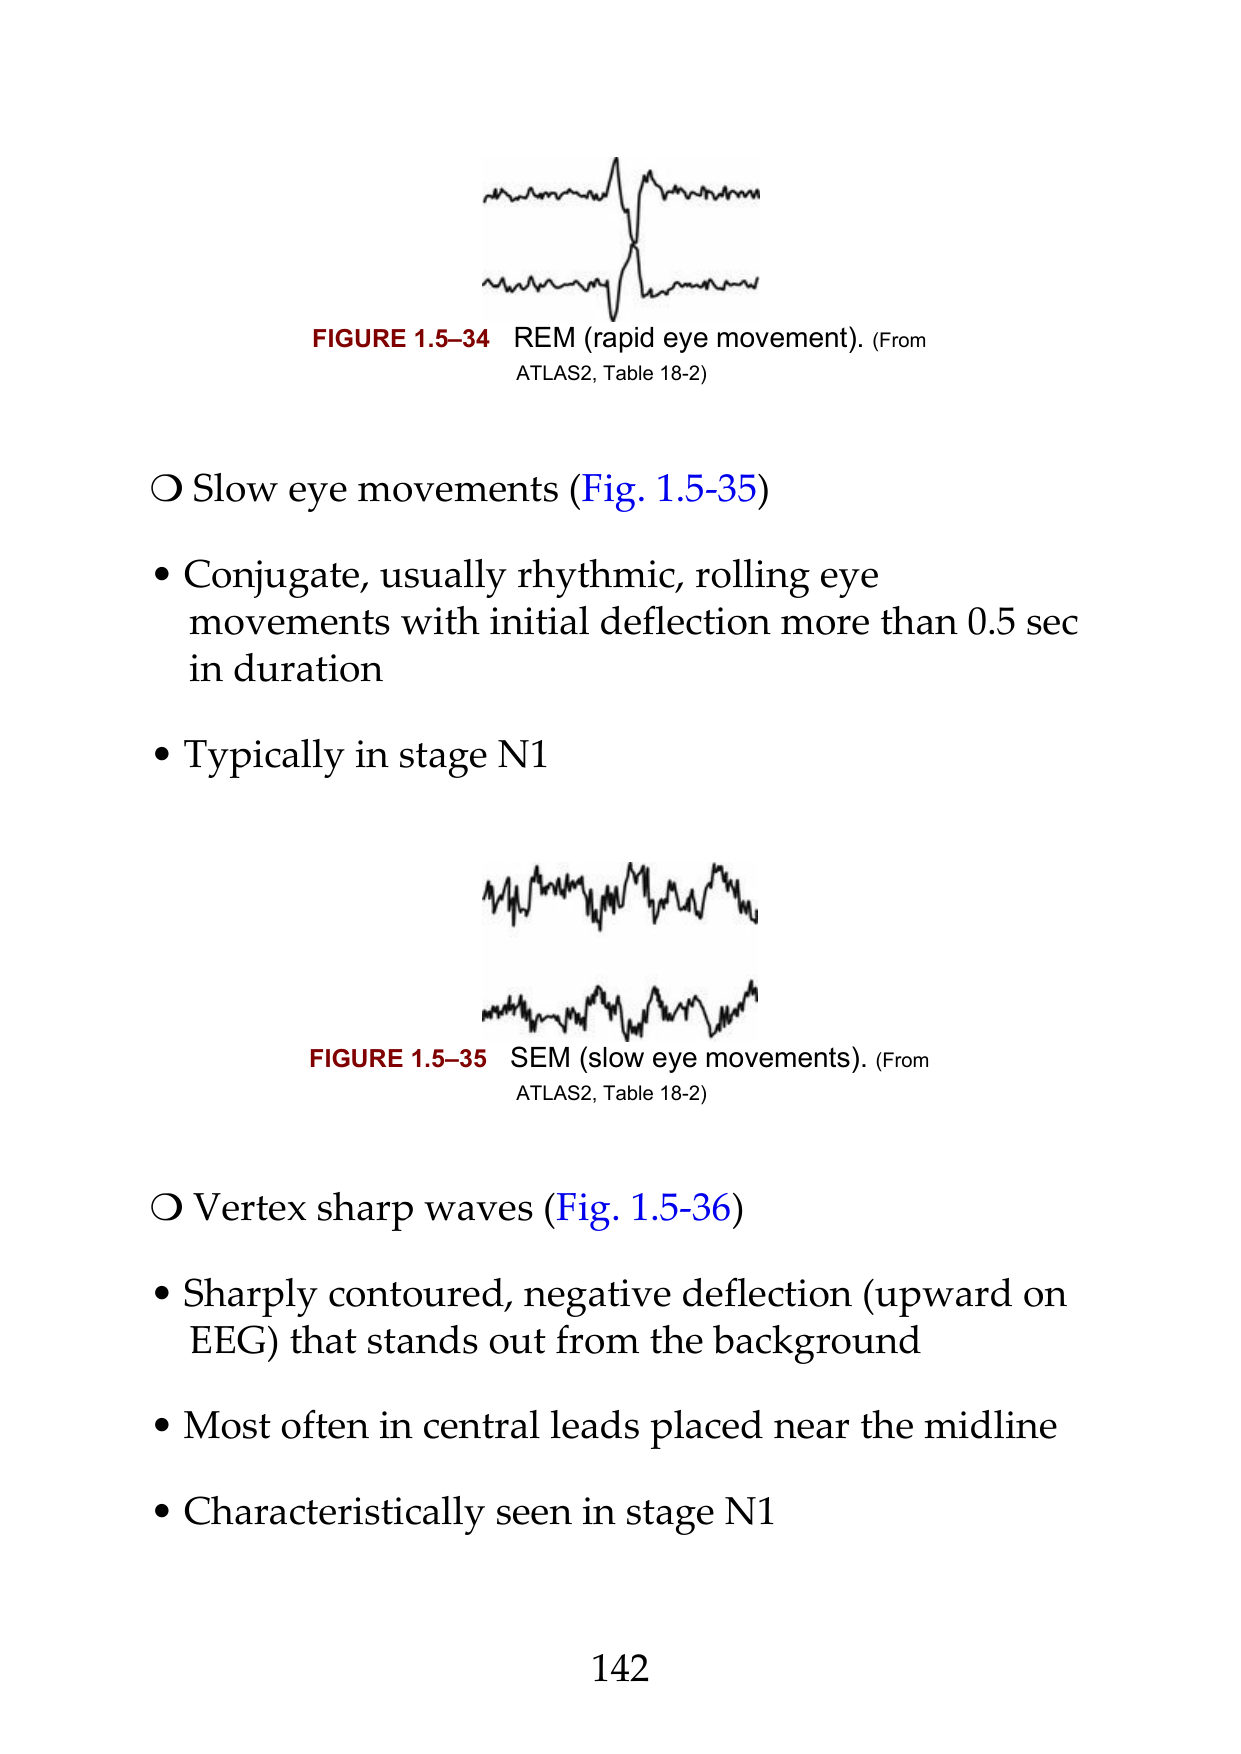 FIGURE 1.5–34 REM (rapid eye movement). (From
ATLAS2, Table 18-2)
❍ Slow eye movements (Fig. 1.5-35)
• Conjugate, usually rhythmic, rolling eye
movements with initial deflection more than 0.5 sec
in duration
• Typically in stage N1
FIGURE 1.5–35 SEM (slow eye movements). (From
ATLAS2, Table 18-2)
❍ Vertex sharp waves (Fig. 1.5-36)
• Sharply contoured, negative deflection (upward on
EEG) that stands out from the background
• Most often in central leads placed near the midline
• Characteristically seen in stage N1
142